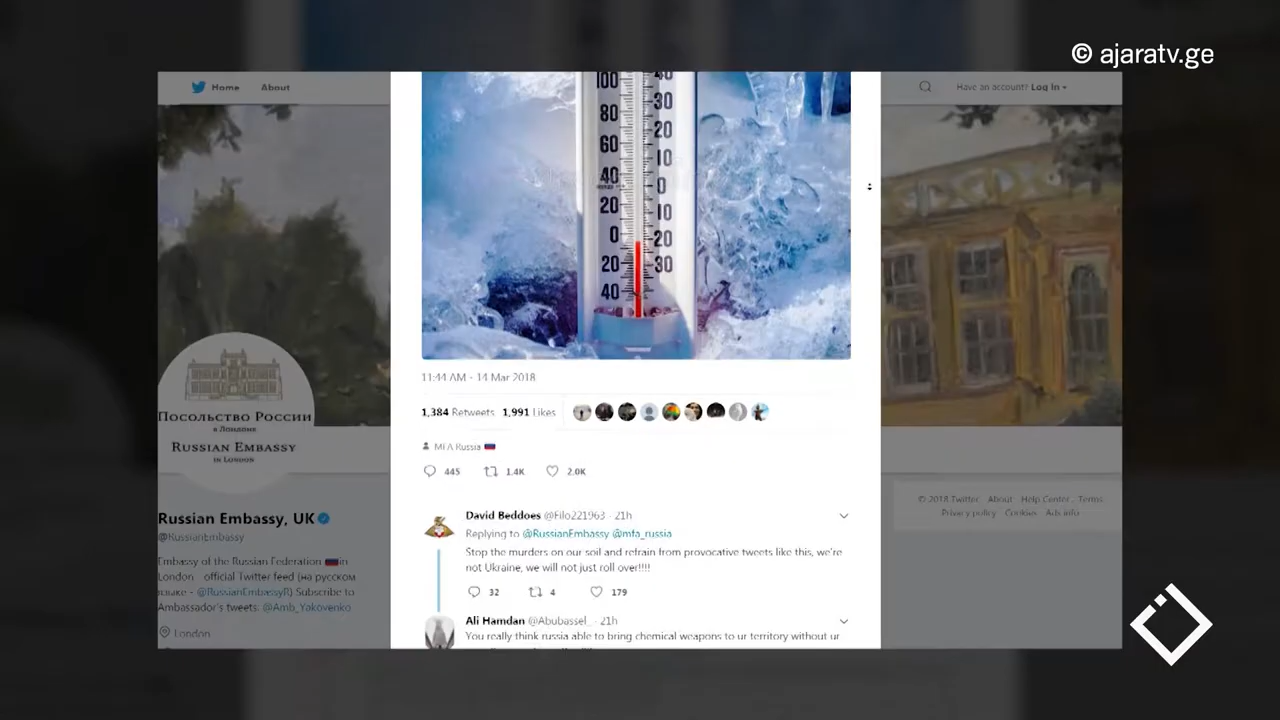 © ajaratv.ge
Home About
Have an account? Log In
100
80
60
40
20
0
20
40
40
30
20
10
0
10
20
30
11:44 AM - 14 Mar 2018
1,384 Retweets 1,991 Likes
MFA Russia
445 1.4K 2.0K
David Beddoes @Filo221963 · 21h
Replying to @RussianEmbassy @mfa_russia
Stop the murders on our soil and refrain from provocative tweets like this, we're
not Ukraine, we will not just roll over!!!!
32 4 179
Ali Hamdan @Abubassel_ · 21h
You really think russia able to bring chemical weapons to ur territory without ur
ПОСОЛЬСТВО РОССИИ
в Лондоне
RUSSIAN EMBASSY
in London
Russian Embassy, UK
@RussianEmbassy
Embassy of the Russian Federation in
London official Twitter feed (на русском
языке - @RussianEmbassyR) Subscribe to
Ambassador's tweets: @Amb_Yakovenko
London
© 2018 Twitter About Help Center Terms
Privacy policy Cookies Ads info